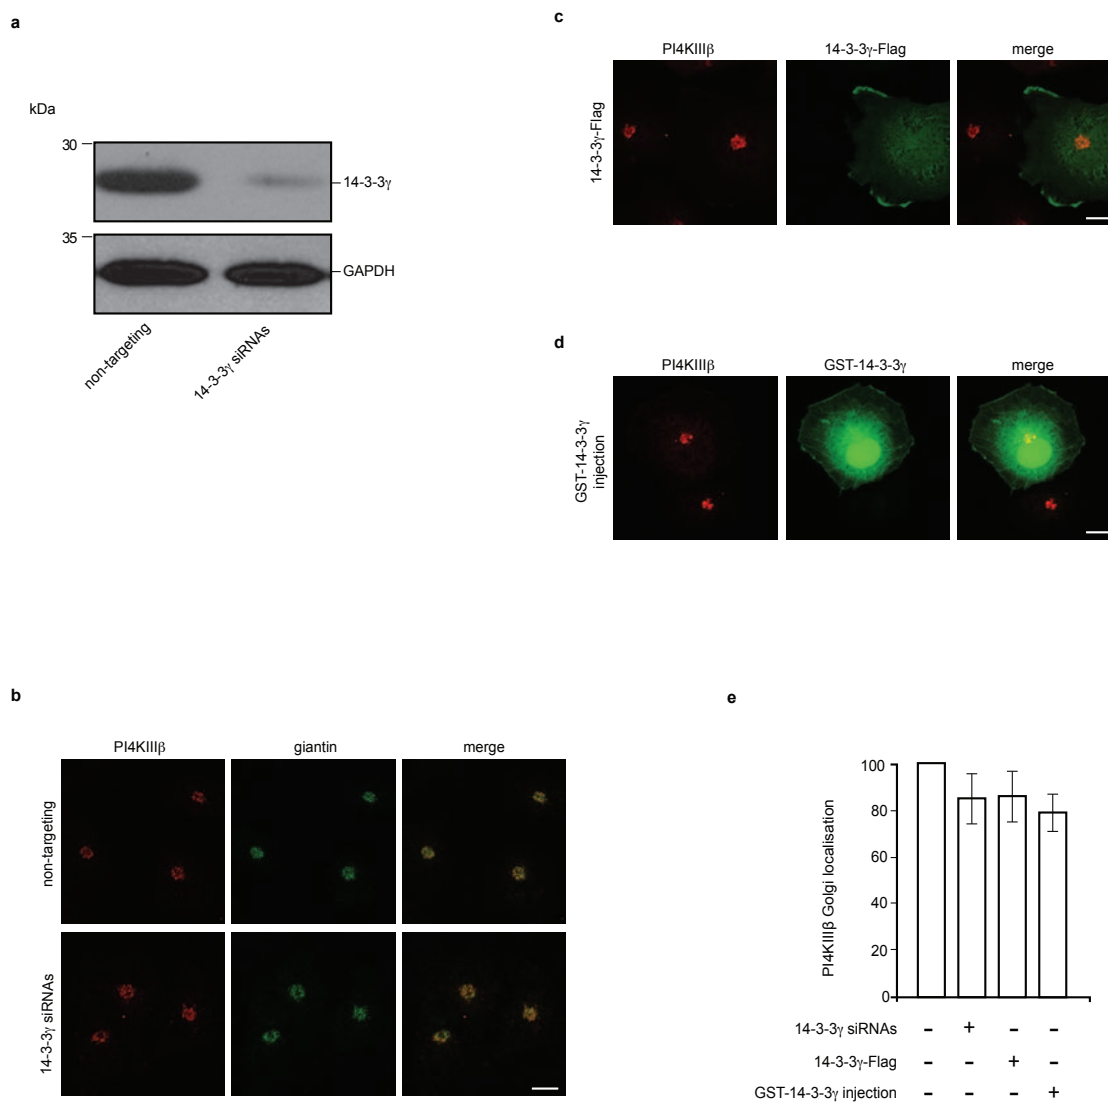 a
kDa
30
14-3-3γ
35
GAPDH
non-targeting
14-3-3γ siRNAs
c
PI4KIIIβ 14-3-3γ-Flag merge
14-3-3γ-Flag
d
PI4KIIIβ GST-14-3-3γ merge
GST-14-3-3γ
injection
b
PI4KIIIβ giantin merge
non-targeting
14-3-3γ siRNAs
e
PI4KIIIβ Golgi localisation
100
80
60
40
20
0
14-3-3γ siRNAs - + - -
14-3-3γ-Flag - - + -
GST-14-3-3γ injection - - - +